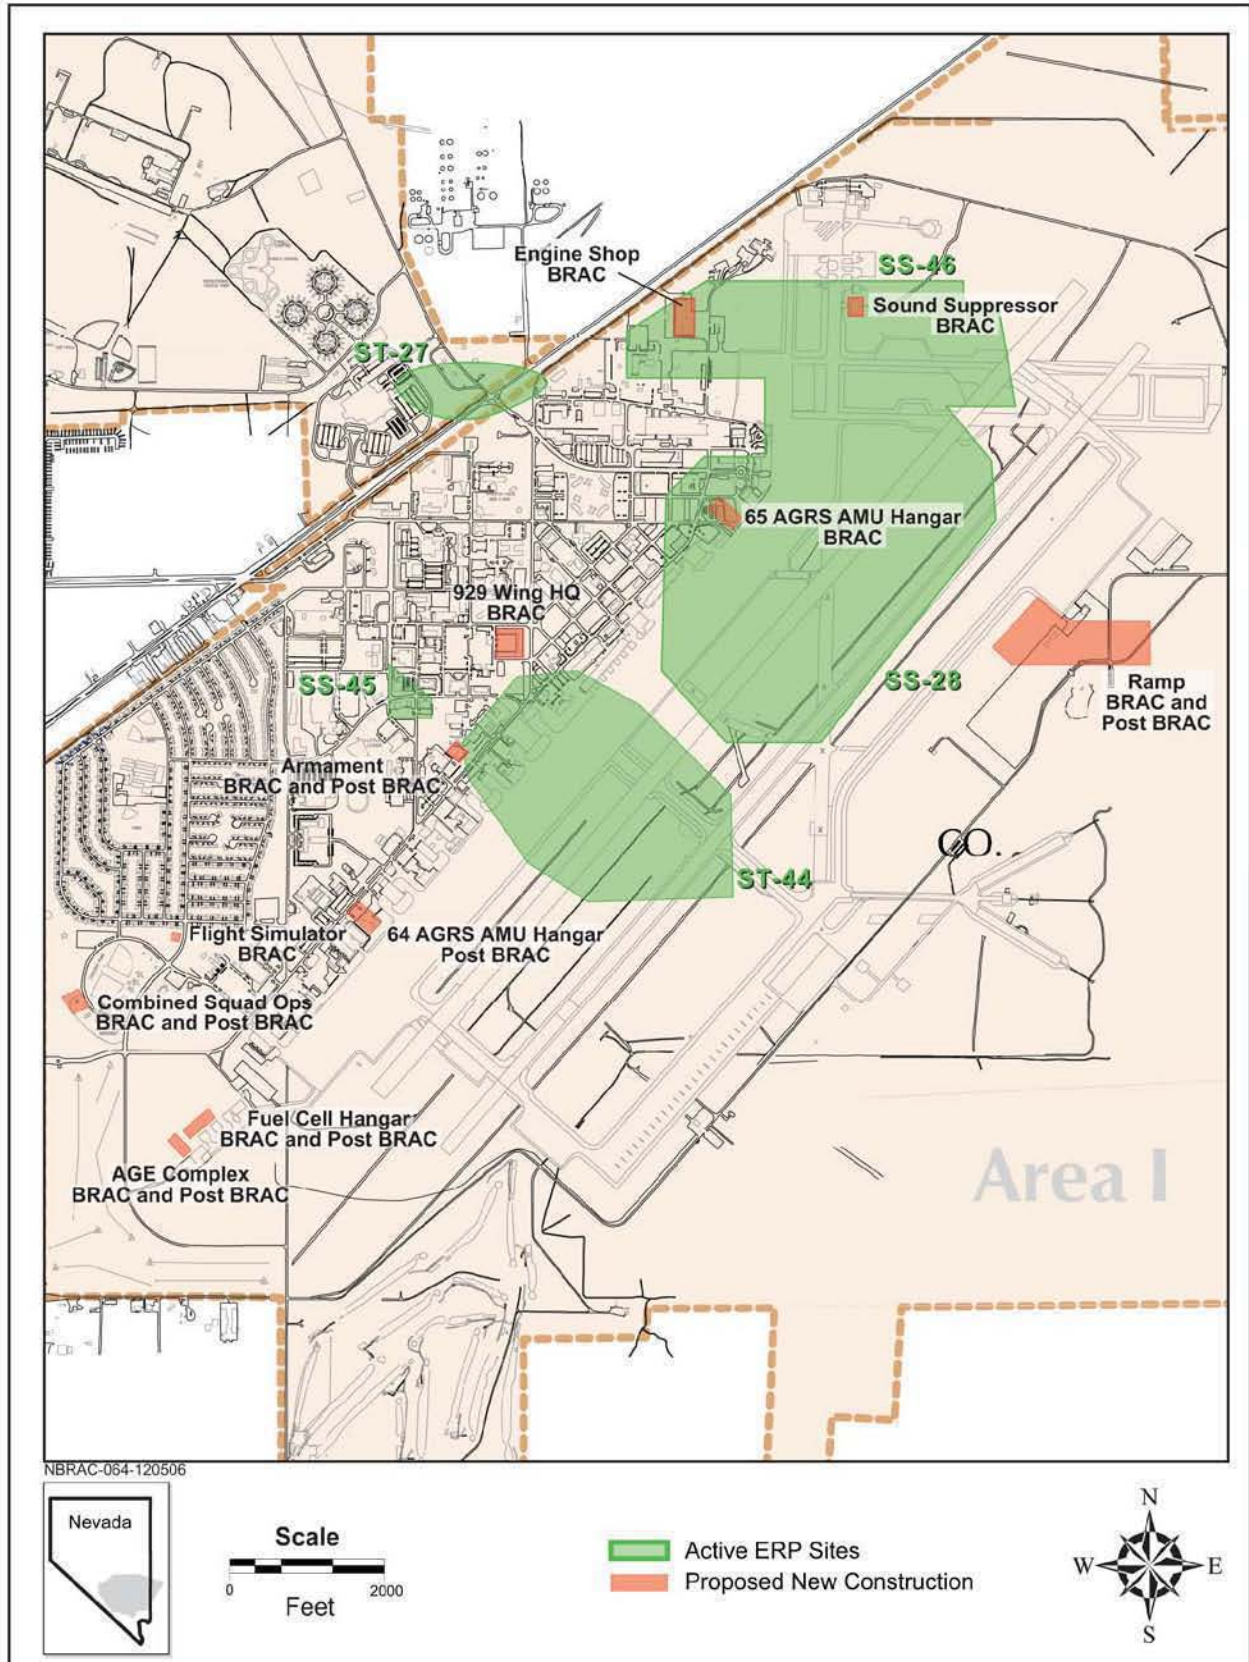 Engine Shop
BRAC
SS-46
Sound Suppressor
BRAC
ST-27
65 AGRS AMU Hangar
BRAC
929 Wing HQ
BRAC
SS-45
SS-28
Ramp
BRAC and
Post BRAC
Armament
BRAC and Post BRAC
CO.
ST-44
Flight Simulator
BRAC
64 AGRS AMU Hangar
Post BRAC
Combined Squad Ops
BRAC and Post BRAC
Fuel Cell Hangar
BRAC and Post BRAC
AGE Complex
BRAC and Post BRAC
Area I
NBRAC-064-120506
Nevada
Scale
0 2000
Feet
Active ERP Sites
Proposed New Construction
N
W E
S